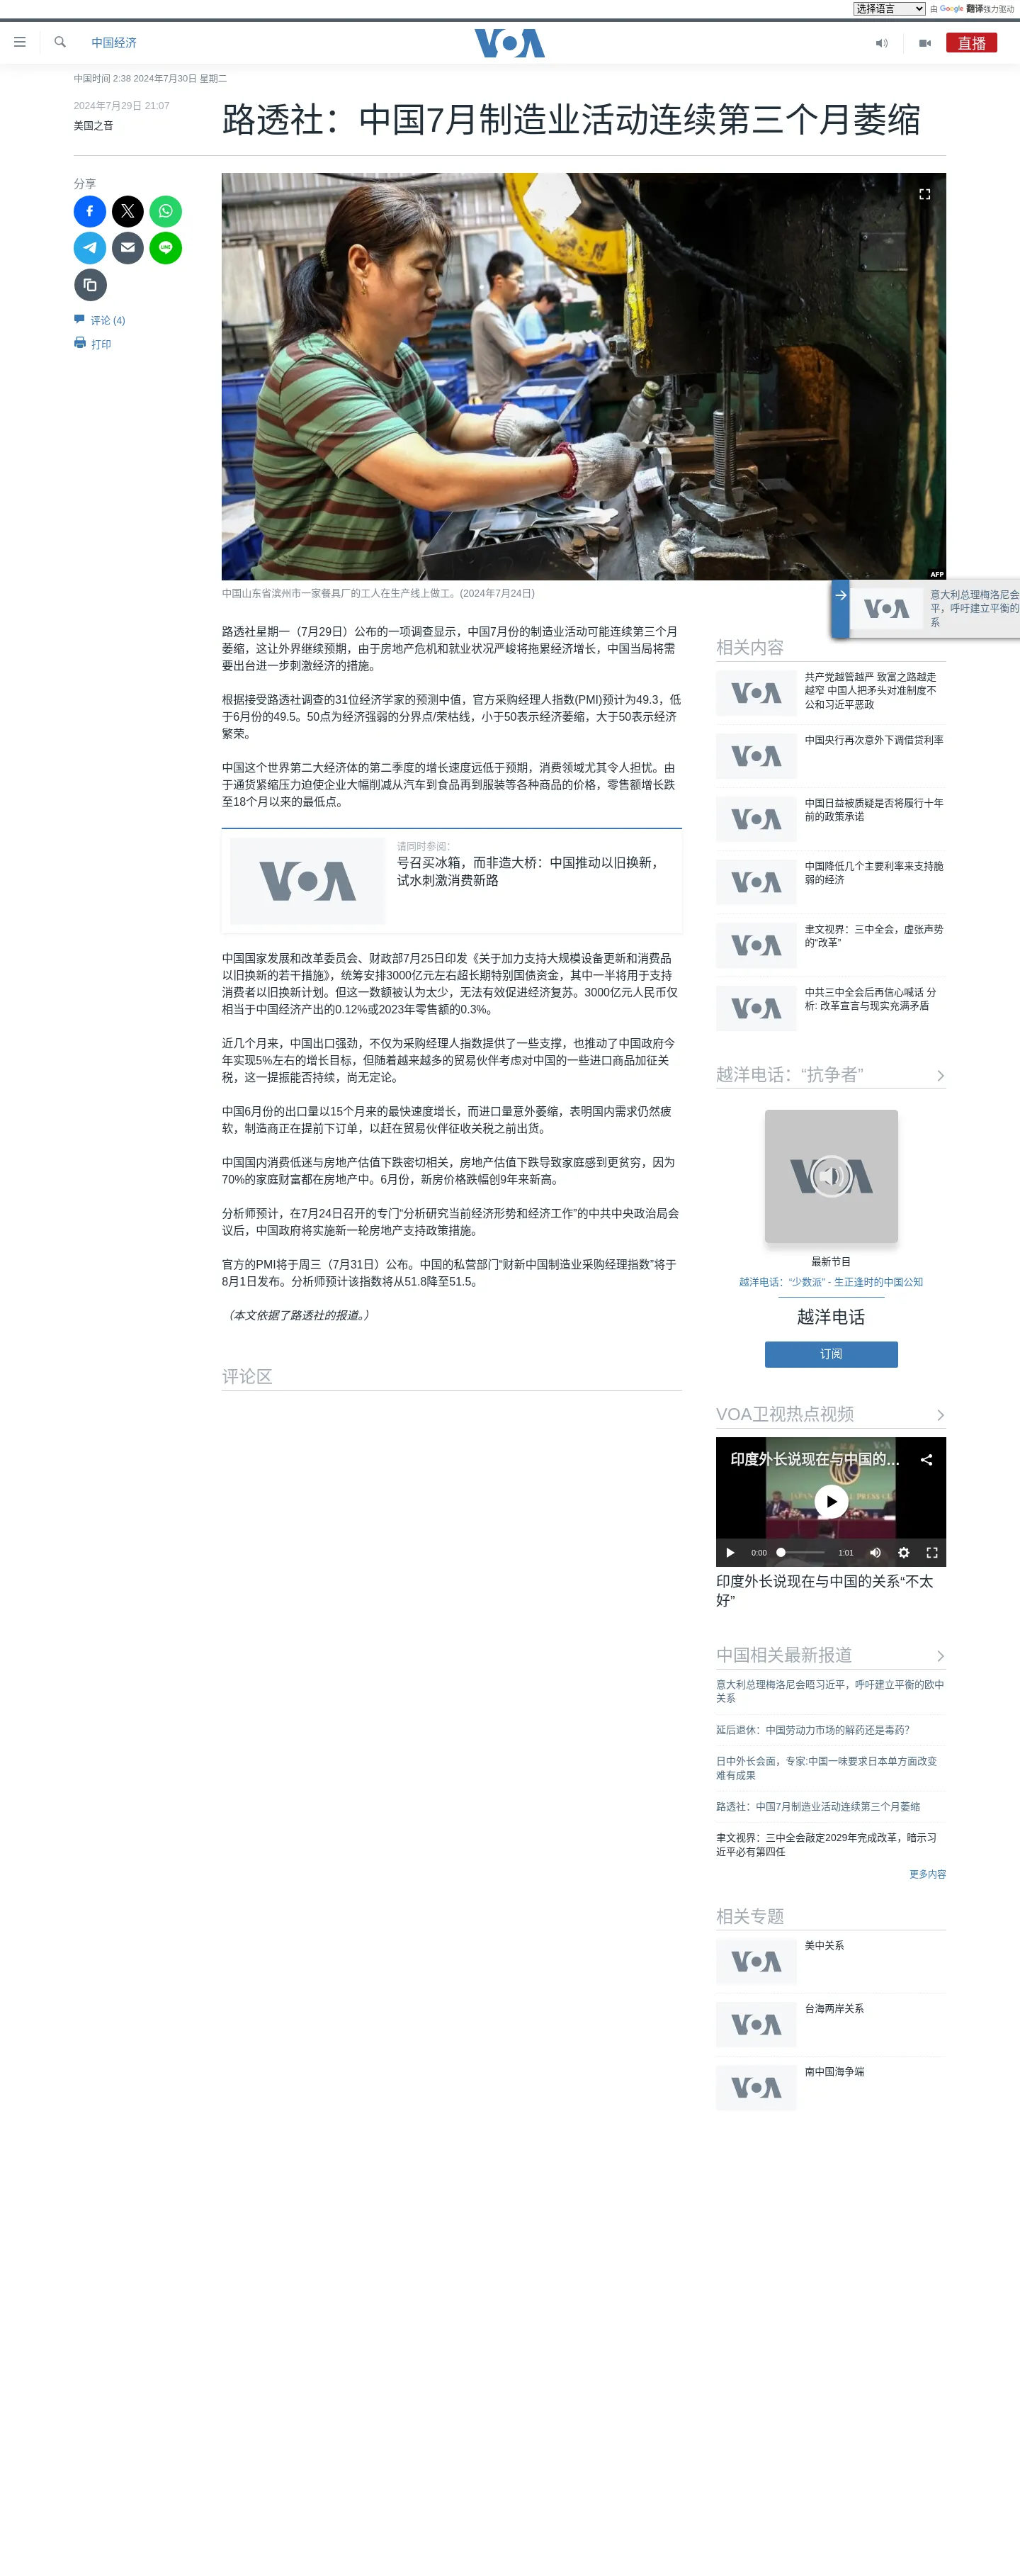 选择语言 由 Google 翻译强力驱动
中国经济
VOA
直播
中国时间 2:38 2024年7月30日 星期二
2024年7月29日 21:07
美国之音
路透社：中国7月制造业活动连续第三个月萎缩
分享
评论 (4)
打印
AFP
中国山东省滨州市一家餐具厂的工人在生产线上做工。(2024年7月24日)
路透社星期一（7月29日）公布的一项调查显示，中国7月份的制造业活动可能连续第三个月
萎缩，这让外界继续预期，由于房地产危机和就业状况严峻将拖累经济增长，中国当局将需
要出台进一步刺激经济的措施。
根据接受路透社调查的31位经济学家的预测中值，官方采购经理人指数(PMI)预计为49.3，低
于6月份的49.5。50点为经济强弱的分界点/荣枯线，小于50表示经济萎缩，大于50表示经济
繁荣。
中国这个世界第二大经济体的第二季度的增长速度远低于预期，消费领域尤其令人担忧。由
于通货紧缩压力迫使企业大幅削减从汽车到食品再到服装等各种商品的价格，零售额增长跌
至18个月以来的最低点。
VOA
请同时参阅：
号召买冰箱，而非造大桥：中国推动以旧换新，
试水刺激消费新路
中国国家发展和改革委员会、财政部7月25日印发《关于加力支持大规模设备更新和消费品
以旧换新的若干措施》，统筹安排3000亿元左右超长期特别国债资金，其中一半将用于支持
消费者以旧换新计划。但这一数额被认为太少，无法有效促进经济复苏。3000亿元人民币仅
相当于中国经济产出的0.12%或2023年零售额的0.3%。
近几个月来，中国出口强劲，不仅为采购经理人指数提供了一些支撑，也推动了中国政府今
年实现5%左右的增长目标，但随着越来越多的贸易伙伴考虑对中国的一些进口商品加征关
税，这一提振能否持续，尚无定论。
中国6月份的出口量以15个月来的最快速度增长，而进口量意外萎缩，表明国内需求仍然疲
软，制造商正在提前下订单，以赶在贸易伙伴征收关税之前出货。
中国国内消费低迷与房地产估值下跌密切相关，房地产估值下跌导致家庭感到更贫穷，因为
70%的家庭财富都在房地产中。6月份，新房价格跌幅创9年来新高。
分析师预计，在7月24日召开的专门“分析研究当前经济形势和经济工作”的中共中央政治局会
议后，中国政府将实施新一轮房地产支持政策措施。
官方的PMI将于周三（7月31日）公布。中国的私营部门“财新中国制造业采购经理指数”将于
8月1日发布。分析师预计该指数将从51.8降至51.5。
（本文依据了路透社的报道。）
评论区
VOA
意大利总理梅洛尼会
平，呼吁建立平衡的
系
相关内容
VOA
共产党越管越严 致富之路越走
越窄 中国人把矛头对准制度不
公和习近平恶政
VOA
中国央行再次意外下调借贷利率
VOA
中国日益被质疑是否将履行十年
前的政策承诺
VOA
中国降低几个主要利率来支持脆
弱的经济
VOA
聿文视界：三中全会，虚张声势
的“改革”
VOA
中共三中全会后再信心喊话 分
析: 改革宣言与现实充满矛盾
越洋电话：“抗争者”
VOA
最新节目
越洋电话：“少数派” - 生正逢时的中国公知
越洋电话
订阅
VOA卫视热点视频
印度外长说现在与中国的...
0:00 1:01
印度外长说现在与中国的关系“不太
好”
中国相关最新报道
意大利总理梅洛尼会晤习近平，呼吁建立平衡的欧中
关系
延后退休：中国劳动力市场的解药还是毒药？
日中外长会面，专家:中国一味要求日本单方面改变
难有成果
路透社：中国7月制造业活动连续第三个月萎缩
聿文视界：三中全会敲定2029年完成改革，暗示习
近平必有第四任
更多内容
相关专题
VOA
美中关系
VOA
台海两岸关系
VOA
南中国海争端